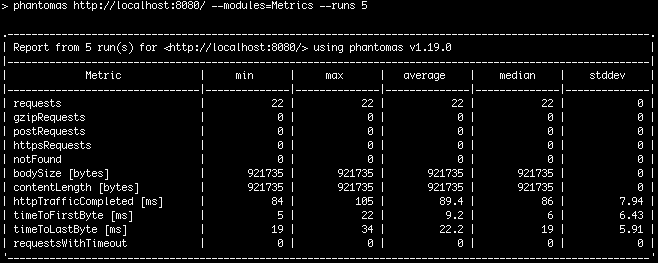 > phantomas http://localhost:8080/ --modules=Metrics --runs 5
Report from 5 run(s) for <http://localhost:8080/> using phantomas v1.19.0
Metric | min | max | average | median | stddev
requests | 22 | 22 | 22 | 22 | 0
gzipRequests | 0 | 0 | 0 | 0 | 0
postRequests | 0 | 0 | 0 | 0 | 0
httpsRequests | 0 | 0 | 0 | 0 | 0
notFound | 0 | 0 | 0 | 0 | 0
bodySize [bytes] | 921735 | 921735 | 921735 | 921735 | 0
contentLength [bytes] | 921735 | 921735 | 921735 | 921735 | 0
httpTrafficCompleted [ms] | 84 | 105 | 89.4 | 86 | 7.94
timeToFirstByte [ms] | 5 | 22 | 9.2 | 6 | 6.43
timeToLastByte [ms] | 19 | 34 | 22.2 | 19 | 5.91
requestsWithTimeout | 0 | 0 | 0 | 0 | 0